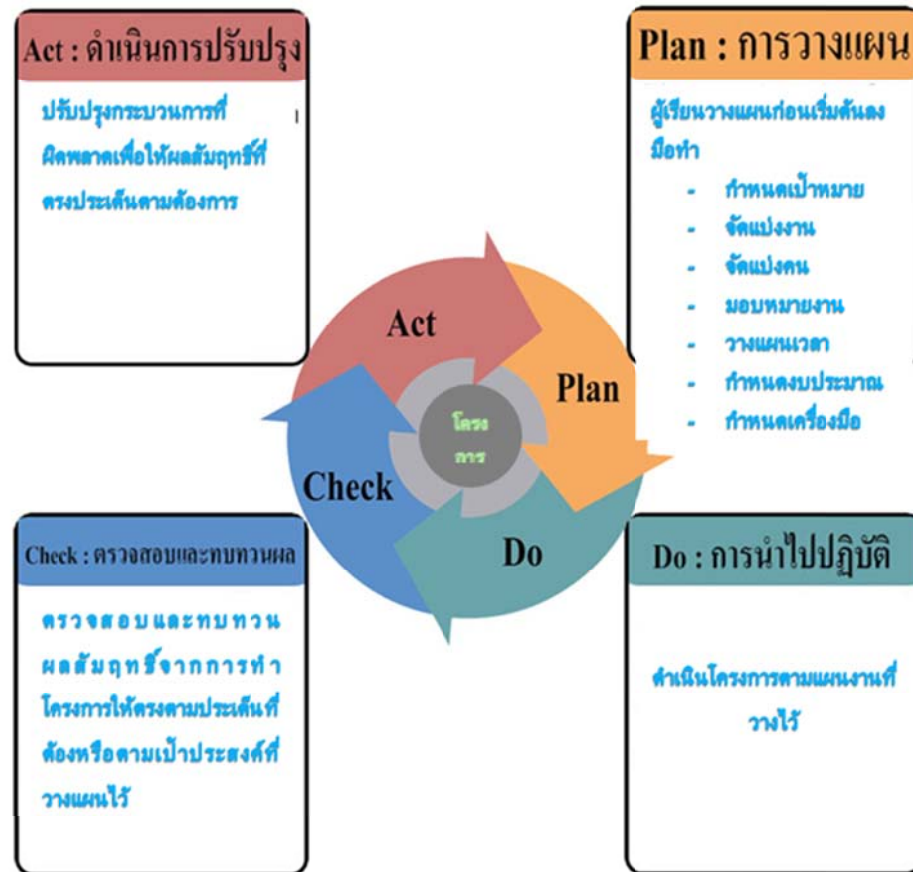 Act : ดำเนินการปรับปรุง
ปรับปรุงกระบวนการที่
ผิดพลาดเพื่อให้ผลสัมฤทธิ์ที่
ตรงประเด็นตามต้องการ
Plan : การวางแผน
ผู้เรียนวางแผนก่อนเริ่มต้นลง
มือทำ
- กำหนดเป้าหมาย
- จัดแบ่งงาน
- จัดแบ่งคน
- มอบหมายงาน
- วางแผนเวลา
- กำหนดงบประมาณ
- กำหนดเครื่องมือ
Act
Plan
โครง
การ
Check
Do
Check : ตรวจสอบและทบทวนผล
ตรวจสอบและทบทวน
ผลสัมฤทธิ์จากการทำ
โครงการให้ตรงตามประเด็นที่
ต้องหรือตามเป้าประสงค์ที่
วางแผนไว้
Do : การนำไปปฏิบัติ
ดำเนินโครงการตามแผนงานที่
วางไว้